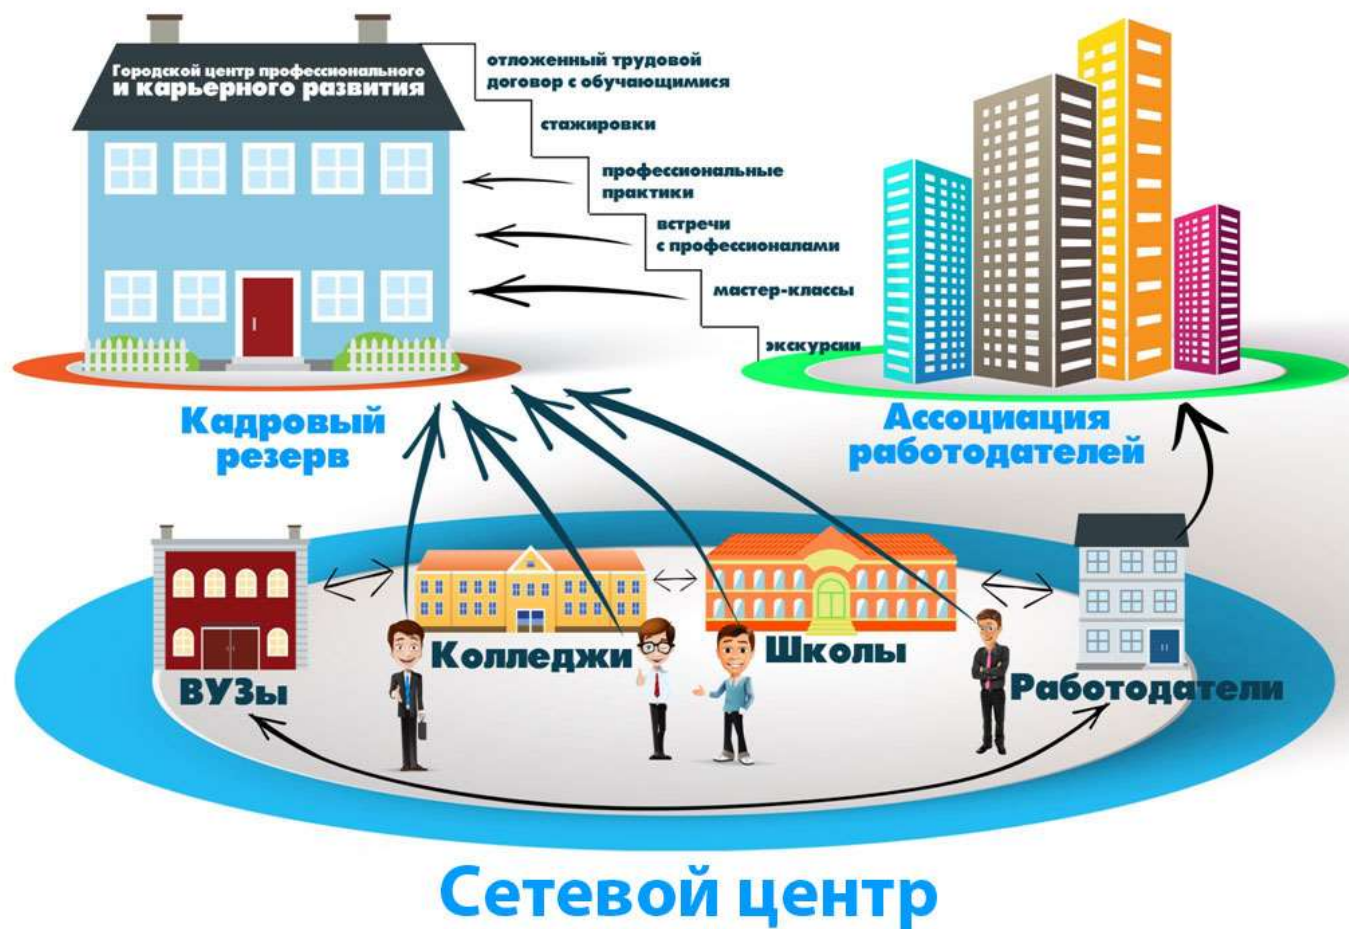 Городской центр профессионального
и карьерного развития
отложенный трудовой
договор с обучающимися
стажировки
профессиональные
практики
встречи
с профессионалами
мастер-классы
экскурсии
Кадровый
резерв
Ассоциация
работодателей
ВУЗы
Колледжи
Школы
Работодатели
Сетевой центр